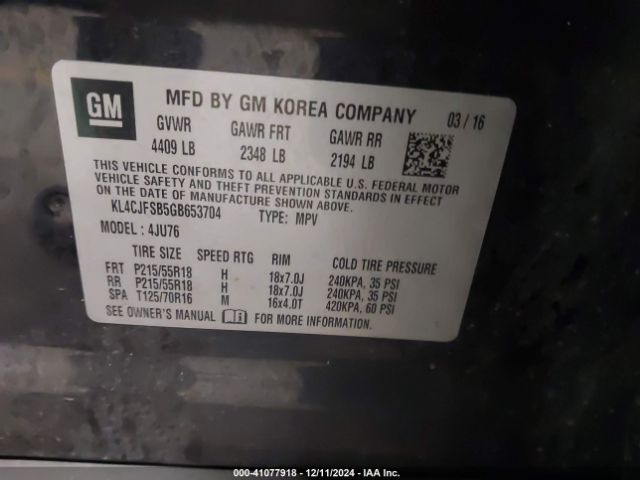 GM
MFD BY GM KOREA COMPANY
03 / 16
GVWR GAWR FRT GAWR RR
4409 LB 2348 LB 2194 LB
THIS VEHICLE CONFORMS TO ALL APPLICABLE U.S. FEDERAL MOTOR
VEHICLE SAFETY AND THEFT PREVENTION STANDARDS IN EFFECT
ON THE DATE OF MANUFACTURE SHOWN ABOVE.
KL4CJFSB5GB653704 TYPE: MPV
MODEL : 4JU76
TIRE SIZE SPEED RTG RIM COLD TIRE PRESSURE
FRT P215/55R18 H 18x7.0J 240KPA, 35 PSI
RR P215/55R18 H 18x7.0J 240KPA, 35 PSI
SPA T125/70R16 M 16x4.0T 420KPA, 60 PSI
SEE OWNER'S MANUAL FOR MORE INFORMATION.
000-41077918 - 12/11/2024 - IAA Inc.